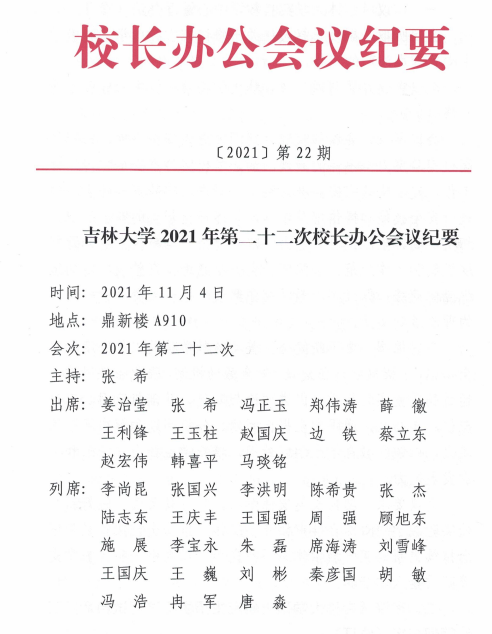 校长办公会议纪要
〔2021〕第 22 期
吉林大学 2021 年第二十二次校长办公会议纪要
时间： 2021 年 11 月 4 日
地点： 鼎新楼 A910
会次： 2021 年第二十二次
主持： 张 希
出席： 姜治莹 张 希 冯正玉 郑伟涛 薛 徽
王利锋 王玉柱 赵国庆 边 铁 蔡立东
赵宏伟 韩喜平 马琰铭
列席： 李尚昆 张国兴 李洪明 陈希贵 张 杰
陆志东 王庆丰 王国强 周 强 顾旭东
施 展 李宝永 朱 磊 席海涛 刘雪峰
王国庆 王 巍 刘 彬 秦彦国 胡 敏
冯 浩 冉 军 唐 淼